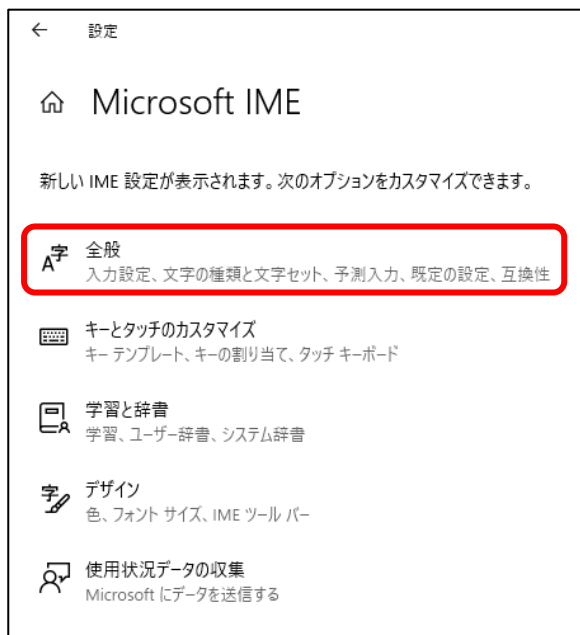 設定
Microsoft IME
新しい IME 設定が表示されます。次のオプションをカスタマイズできます。
全般
入力設定、文字の種類と文字セット、予測入力、既定の設定、互換性
キーとタッチのカスタマイズ
キー テンプレート、キーの割り当て、タッチ キーボード
学習と辞書
学習、ユーザー辞書、システム辞書
デザイン
色、フォント サイズ、IME ツール バー
使用状況データの収集
Microsoft にデータを送信する